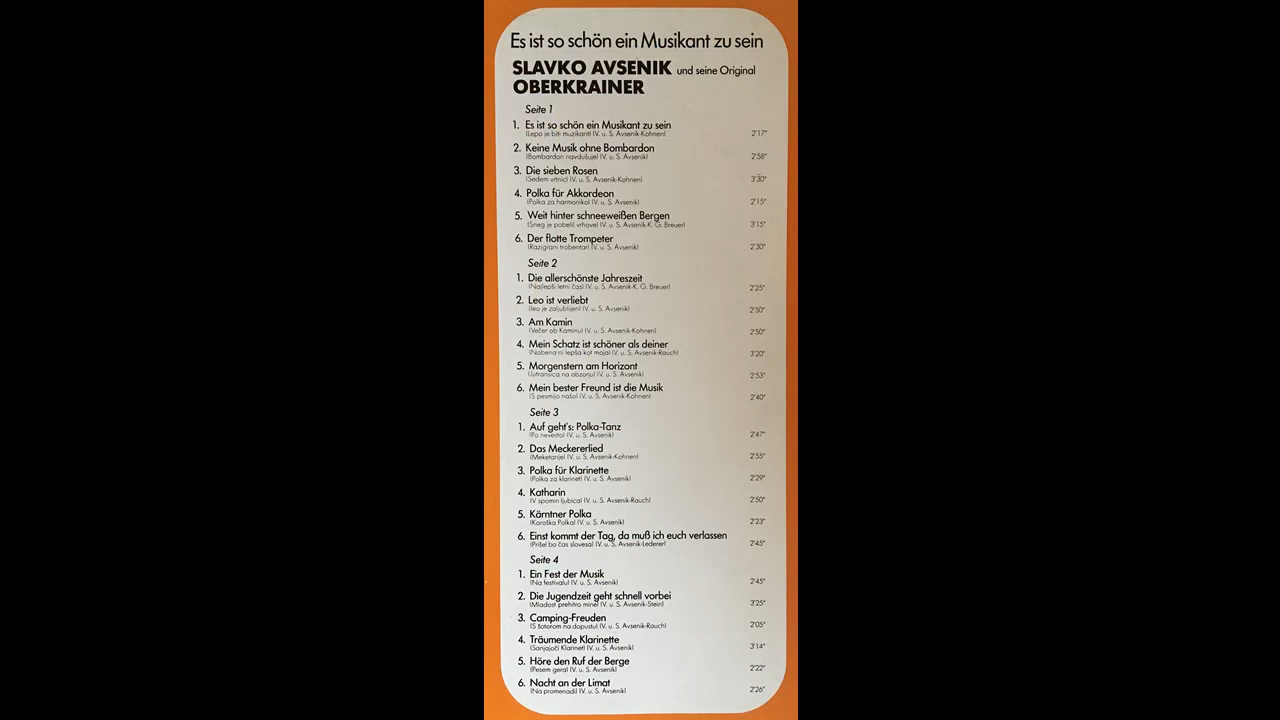 Es ist so schön ein Musikant zu sein
SLAVKO AVSENIK und seine Original
OBERKRAINER
Seite 1
1. Es ist so schön ein Musikant zu sein
(Lepo je biti muzikant) (V. u. S. Avsenik-Kohnen) 2'17"
2. Keine Musik ohne Bombardon
(Bombardon navdušuje) (V. u. S. Avsenik) 2'58"
3. Die sieben Rosen
(Sedem vrtnic) (V. u. S. Avsenik-Kohnen) 3'30"
4. Polka für Akkordeon
(Polka za harmoniko) (V. u. S. Avsenik) 2'15"
5. Weit hinter schneeweißen Bergen
(Sneg je pobelil vrhove) (V. u. S. Avsenik-K. G. Breuer) 3'15"
6. Der flotte Trompeter
(Razigrani trobentar) (V. u. S. Avsenik) 2'30"
Seite 2
1. Die allerschönste Jahreszeit
(Najlepši letni čas) (V. u. S. Avsenik-K. G. Breuer) 2'25"
2. Leo ist verliebt
(leo je zaljubljen) (V. u. S. Avsenik) 2'50"
3. Am Kamin
(Večer ob Kaminu) (V. u. S. Avsenik-Kohnen) 2'50"
4. Mein Schatz ist schöner als deiner
(Nobena ni lepša kot moja) (V. u. S. Avsenik-Rauch) 3'20"
5. Morgenstern am Horizont
(Jutranjica na obzorju) (V. u. S. Avsenik) 2'53"
6. Mein bester Freund ist die Musik
(S pesmijo našo) (V. u. S. Avsenik-Kohnen) 2'40"
Seite 3
1. Auf geht's: Polka-Tanz
(Po nevesto) (V. u. S. Avsenik) 2'47"
2. Das Meckererlied
(Meketanje) (V. u. S. Avsenik-Kohnen) 2'55"
3. Polka für Klarinette
(Polka za klarinet) (V. u. S. Avsenik) 2'29"
4. Katharin
(V spomin ljubica) (V. u. S. Avsenik-Rauch) 2'50"
5. Kärntner Polka
(Koroška Polka) (V. u. S. Avsenik) 2'23"
6. Einst kommt der Tag, da muß ich euch verlassen
(Prišel bo čas slovesa) (V. u. S. Avsenik-Lederer) 2'45"
Seite 4
1. Ein Fest der Musik
(Na festivalu) (V. u. S. Avsenik) 2'45"
2. Die Jugendzeit geht schnell vorbei
(Mladost prehitro mine) (V. u. S. Avsenik-Stein) 3'25"
3. Camping-Freuden
(S šotorom na dopustu) (V. u. S. Avsenik-Rauch) 2'05"
4. Träumende Klarinette
(Sanjajoči Klarinet) (V. u. S. Avsenik) 3'14"
5. Höre den Ruf der Berge
(Pesem gera) (V. u. S. Avsenik) 2'22"
6. Nacht an der Limat
(Na promenadi) (V. u. S. Avsenik) 2'26"